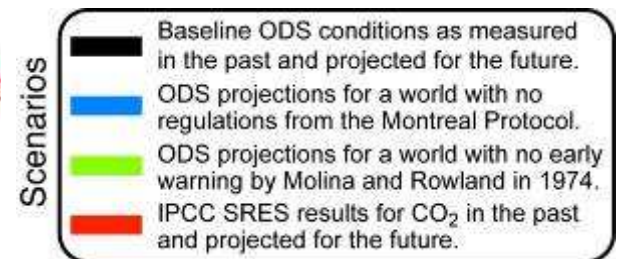 Scenarios
Baseline ODS conditions as measured
in the past and projected for the future.
ODS projections for a world with no
regulations from the Montreal Protocol.
ODS projections for a world with no early
warning by Molina and Rowland in 1974.
IPCC SRES results for CO₂ in the past
and projected for the future.